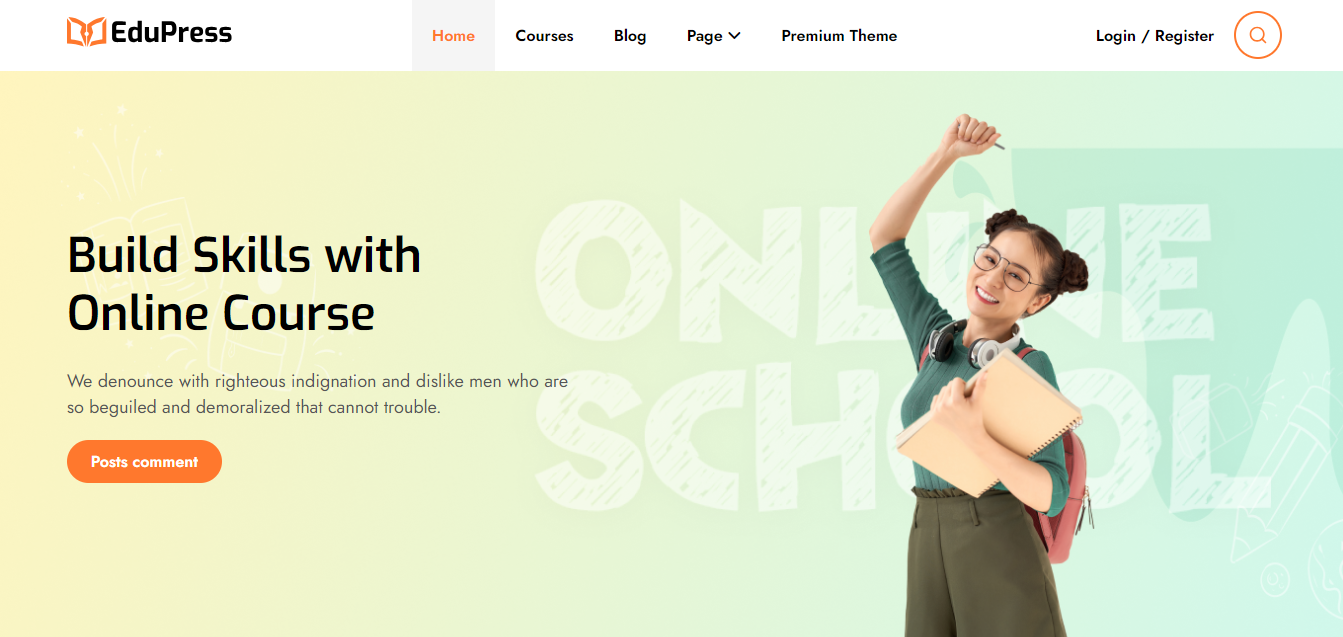 EduPress
Home
Courses
Blog
Page
Premium Theme
Login / Register
ONLINE
SCHOOL
Build Skills with
Online Course
We denounce with righteous indignation and dislike men who are
so beguiled and demoralized that cannot trouble.
Posts comment